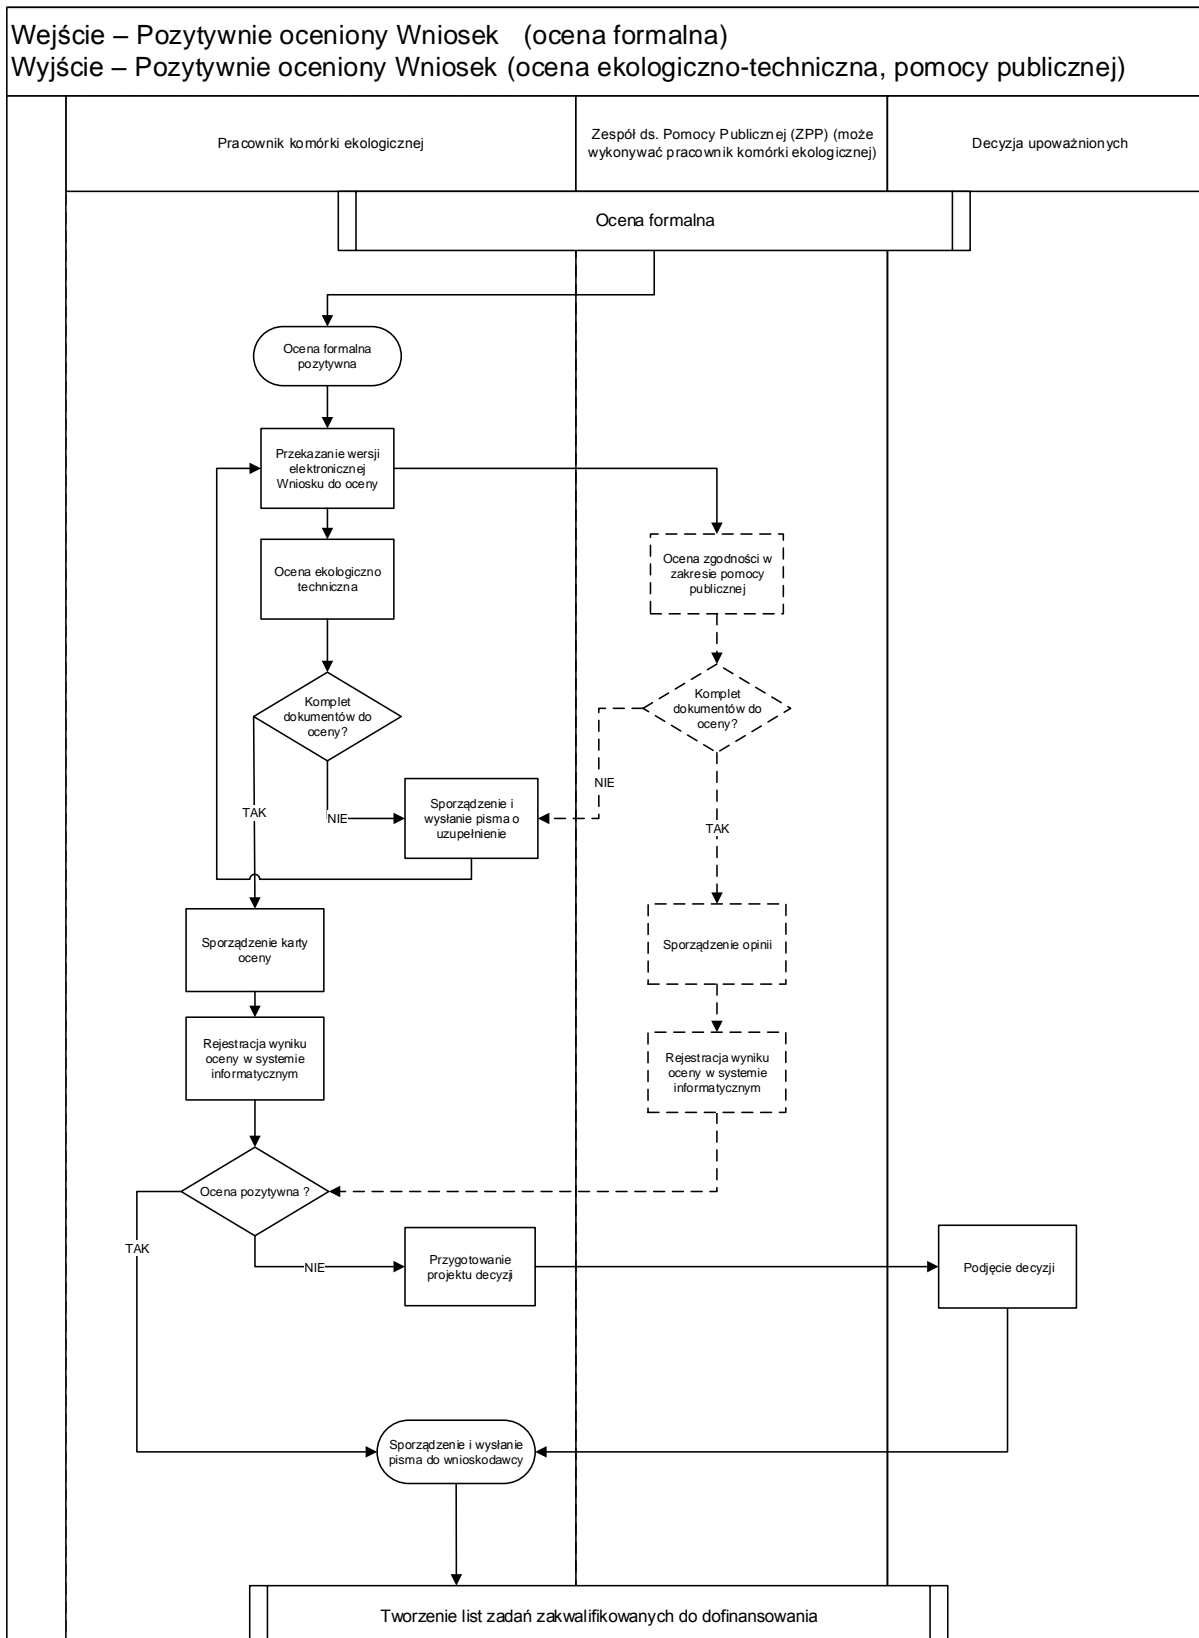 Wejście – Pozytywnie oceniony Wniosek (ocena formalna)
Wyjście – Pozytywnie oceniony Wniosek (ocena ekologiczno-techniczna, pomocy publicznej)
Pracownik komórki ekologicznej
Zespół ds. Pomocy Publicznej (ZPP) (może
wykonywać pracownik komórki ekologicznej)
Decyzja upoważnionych
Ocena formalna
Ocena formalna
pozytywna
Przekazanie wersji
elektronicznej
Wniosku do oceny
Ocena ekologiczno
techniczna
Ocena zgodności w
zakresie pomocy
publicznej
Komplet
dokumentów do
oceny?
Komplet
dokumentów do
oceny?
NIE
TAK
NIE
Sporządzenie i
wysłanie pisma o
uzupełnienie
TAK
Sporządzenie karty
oceny
Sporządzenie opinii
Rejestracja wyniku
oceny w systemie
informatycznym
Rejestracja wyniku
oceny w systemie
informatycznym
Ocena pozytywna ?
TAK
NIE
Przygotowanie
projektu decyzji
Podjęcie decyzji
Sporządzenie i wysłanie
pisma do wnioskodawcy
Tworzenie list zadań zakwalifikowanych do dofinansowania